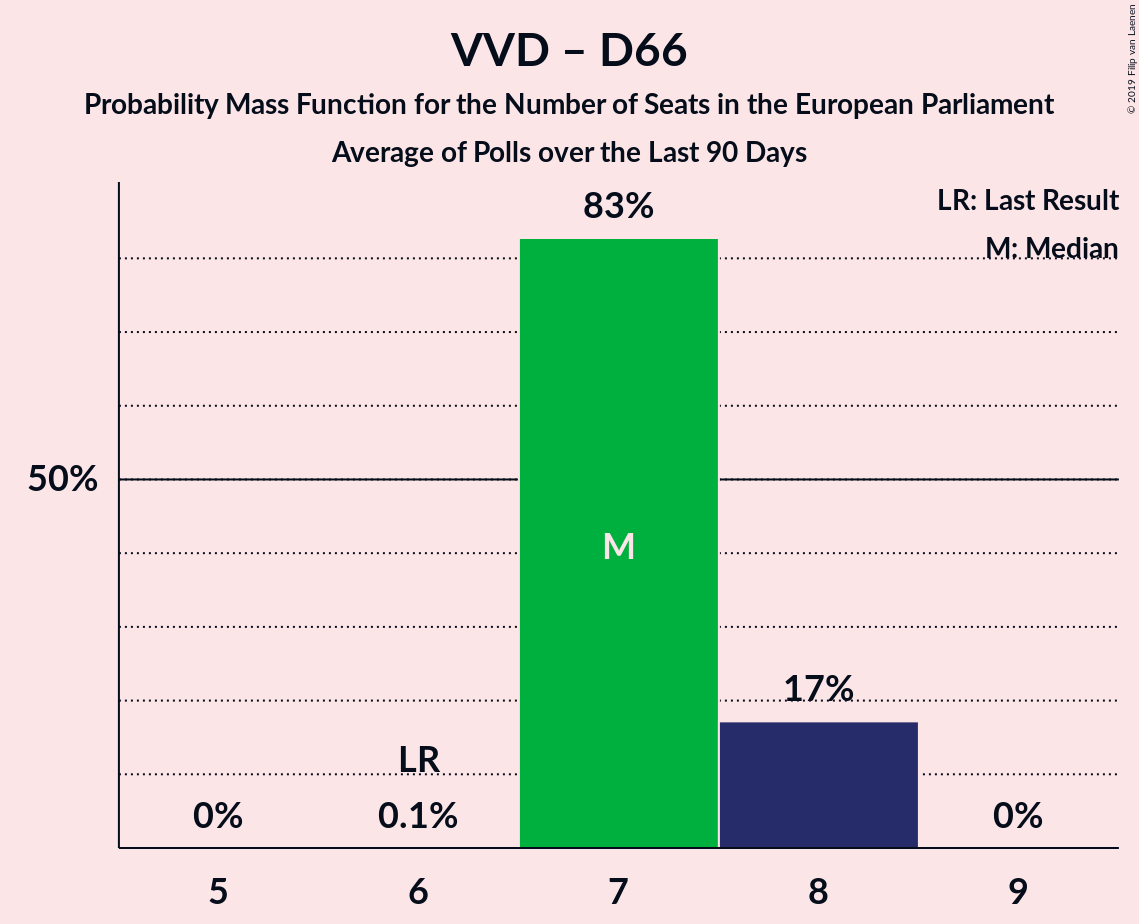 VVD – D66
Probability Mass Function for the Number of Seats in the European Parliament
Average of Polls over the Last 90 Days
© 2019 Filip van Laenen
LR: Last Result
M: Median
83%
50%
M
17%
LR
0%
0.1%
0%
5
6
7
8
9